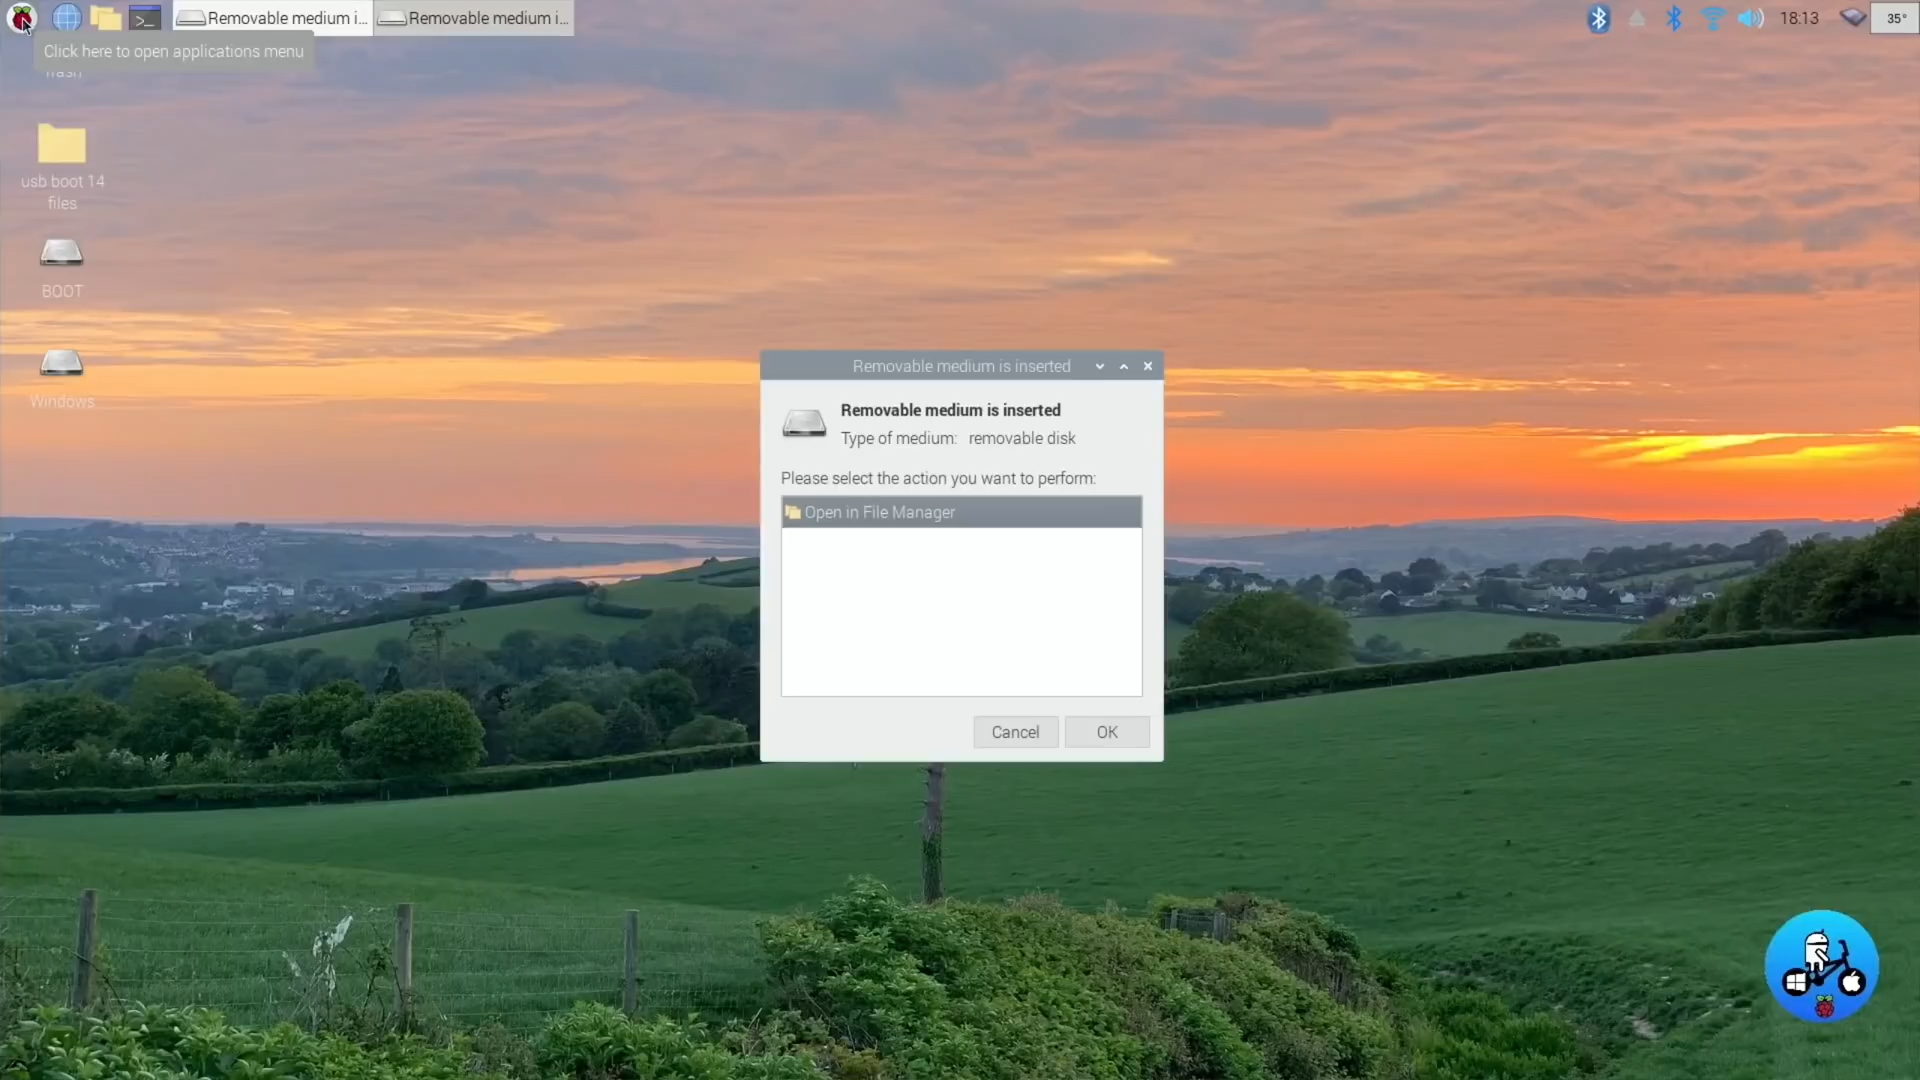 Removable medium i...
Removable medium i...
18:13
35°
Click here to open applications menu
Trash
usb boot 14
files
BOOT
Windows
Removable medium is inserted
Removable medium is inserted
Type of medium: removable disk
Please select the action you want to perform:
Open in File Manager
Cancel
OK